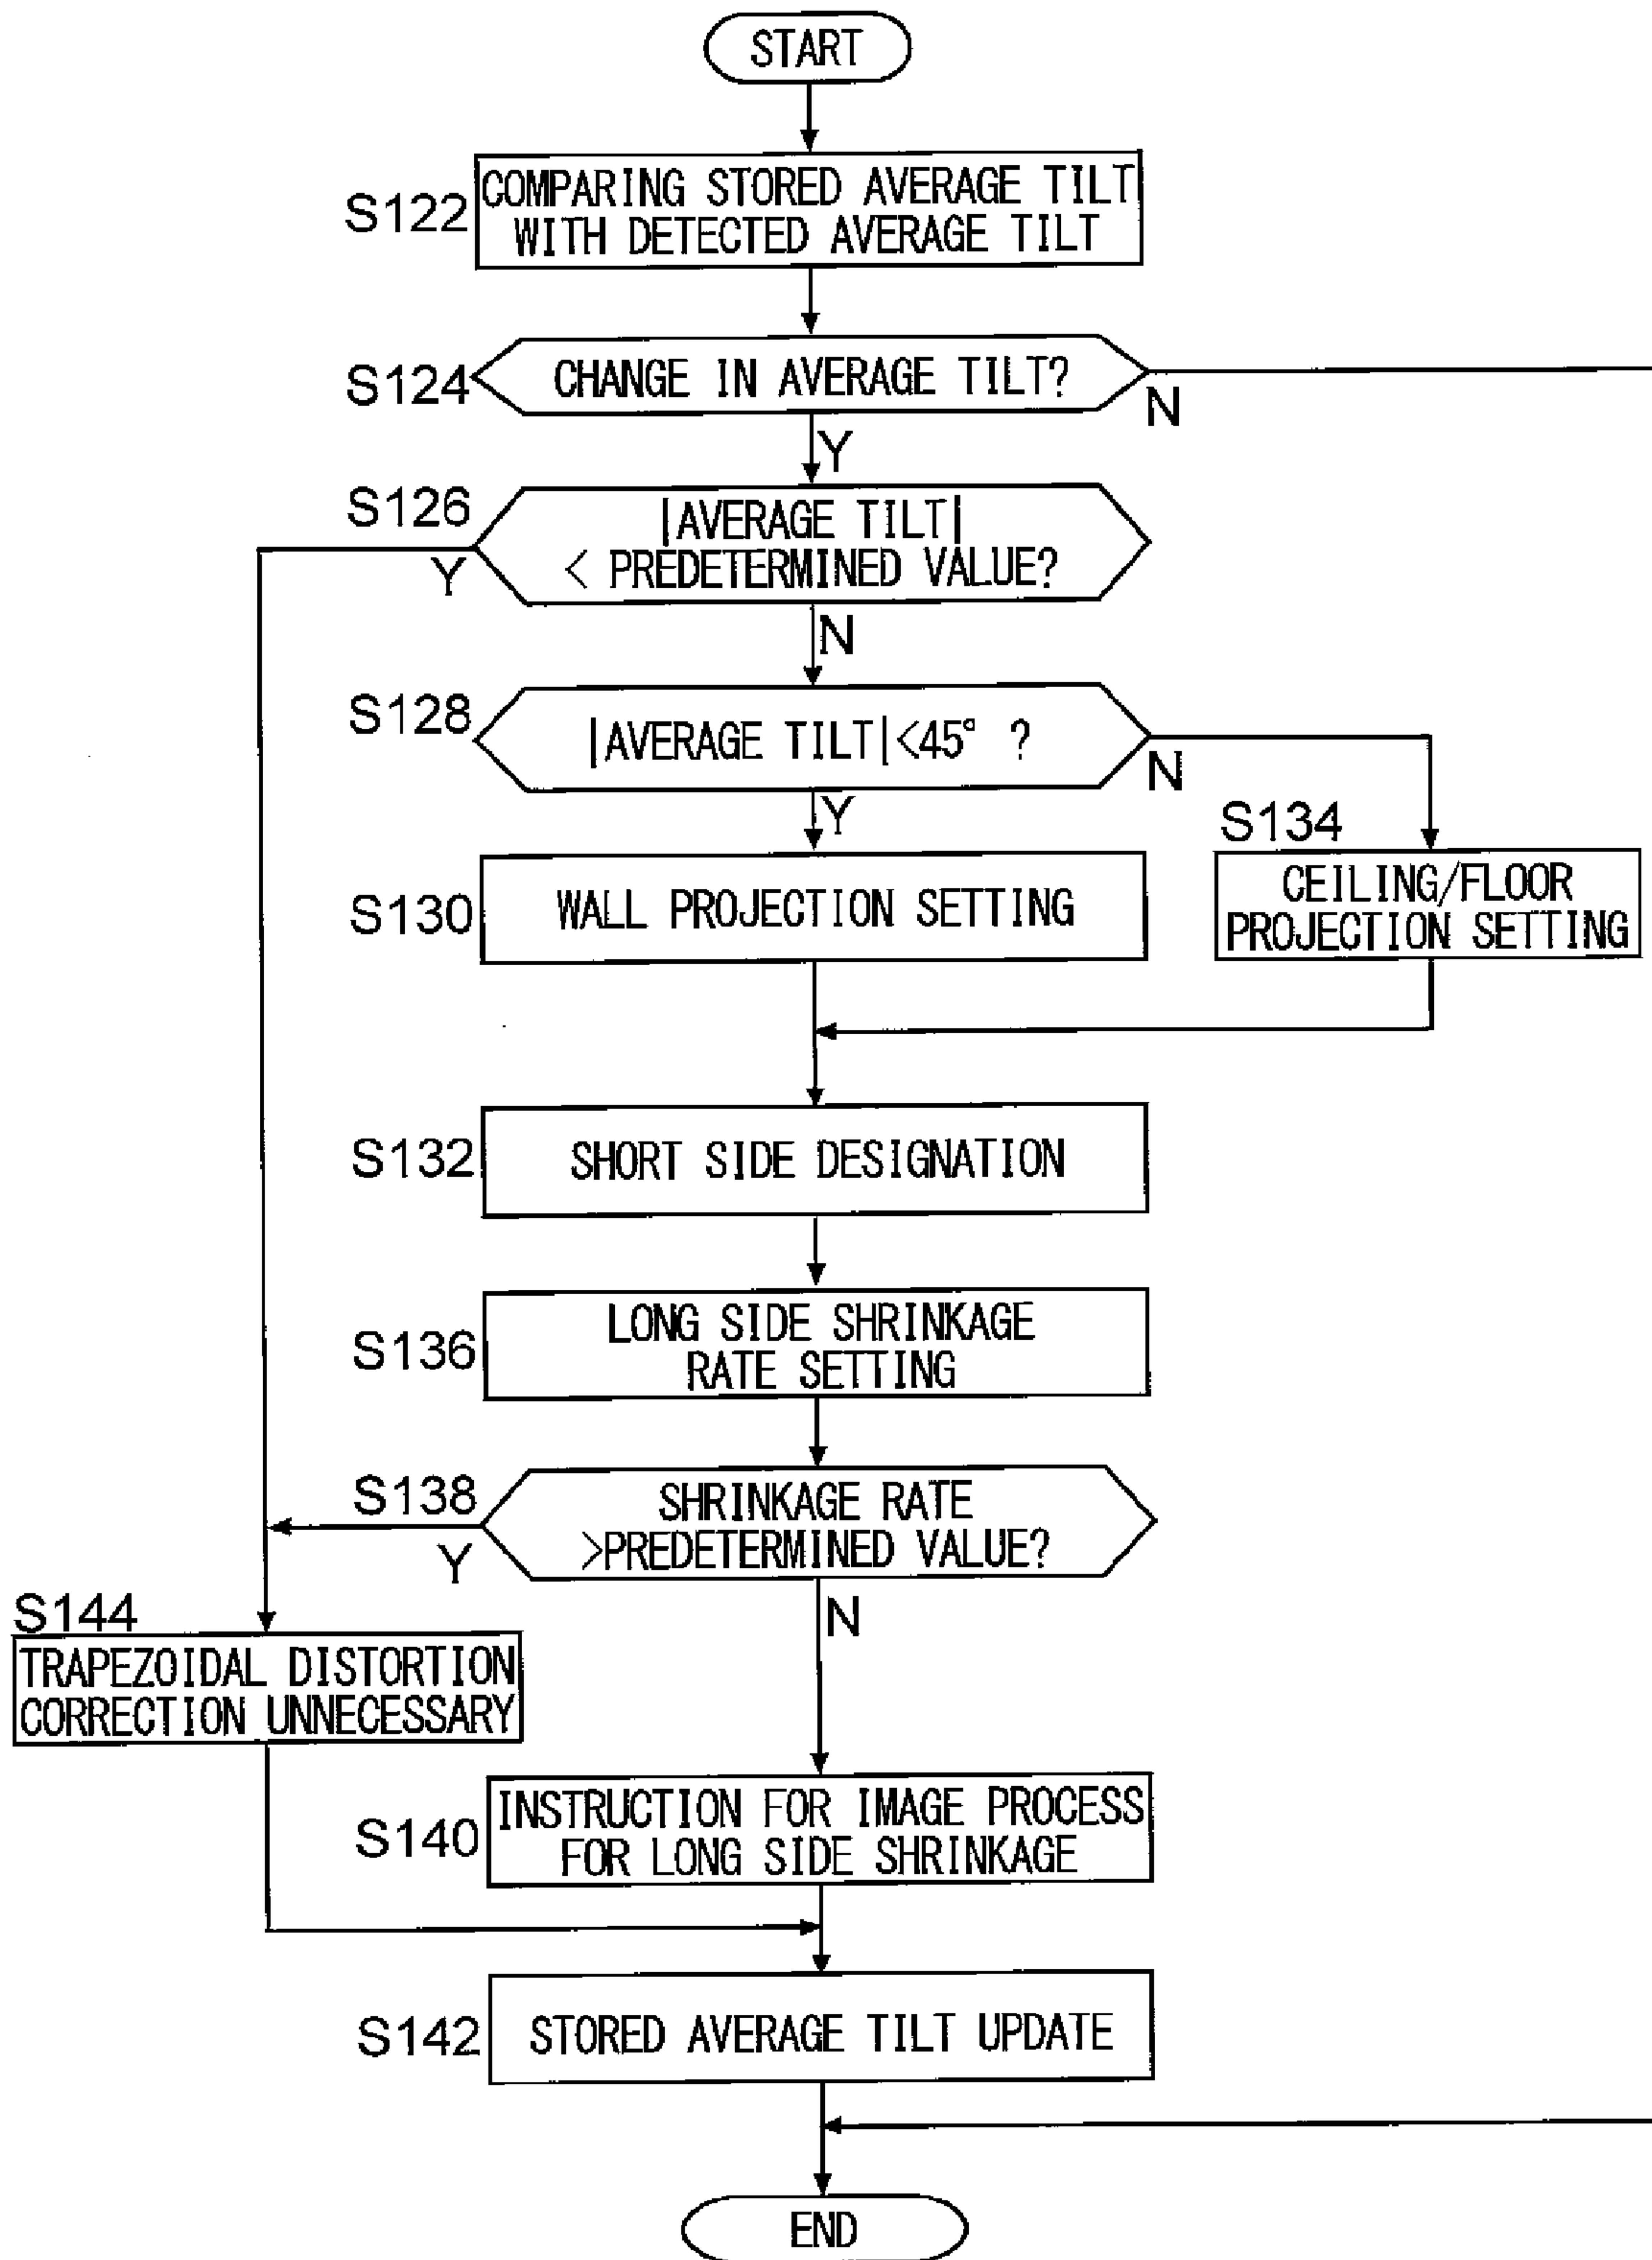 START
S122
COMPARING STORED AVERAGE TILT
WITH DETECTED AVERAGE TILT
S124
CHANGE IN AVERAGE TILT?
N
Y
S126
|AVERAGE TILT|
< PREDETERMINED VALUE?
Y
N
S128
|AVERAGE TILT|<45° ?
N
Y
S134
CEILING/FLOOR
PROJECTION SETTING
S130
WALL PROJECTION SETTING
S132
SHORT SIDE DESIGNATION
S136
LONG SIDE SHRINKAGE
RATE SETTING
S138
SHRINKAGE RATE
>PREDETERMINED VALUE?
Y
N
S144
TRAPEZOIDAL DISTORTION
CORRECTION UNNECESSARY
S140
INSTRUCTION FOR IMAGE PROCESS
FOR LONG SIDE SHRINKAGE
S142
STORED AVERAGE TILT UPDATE
END